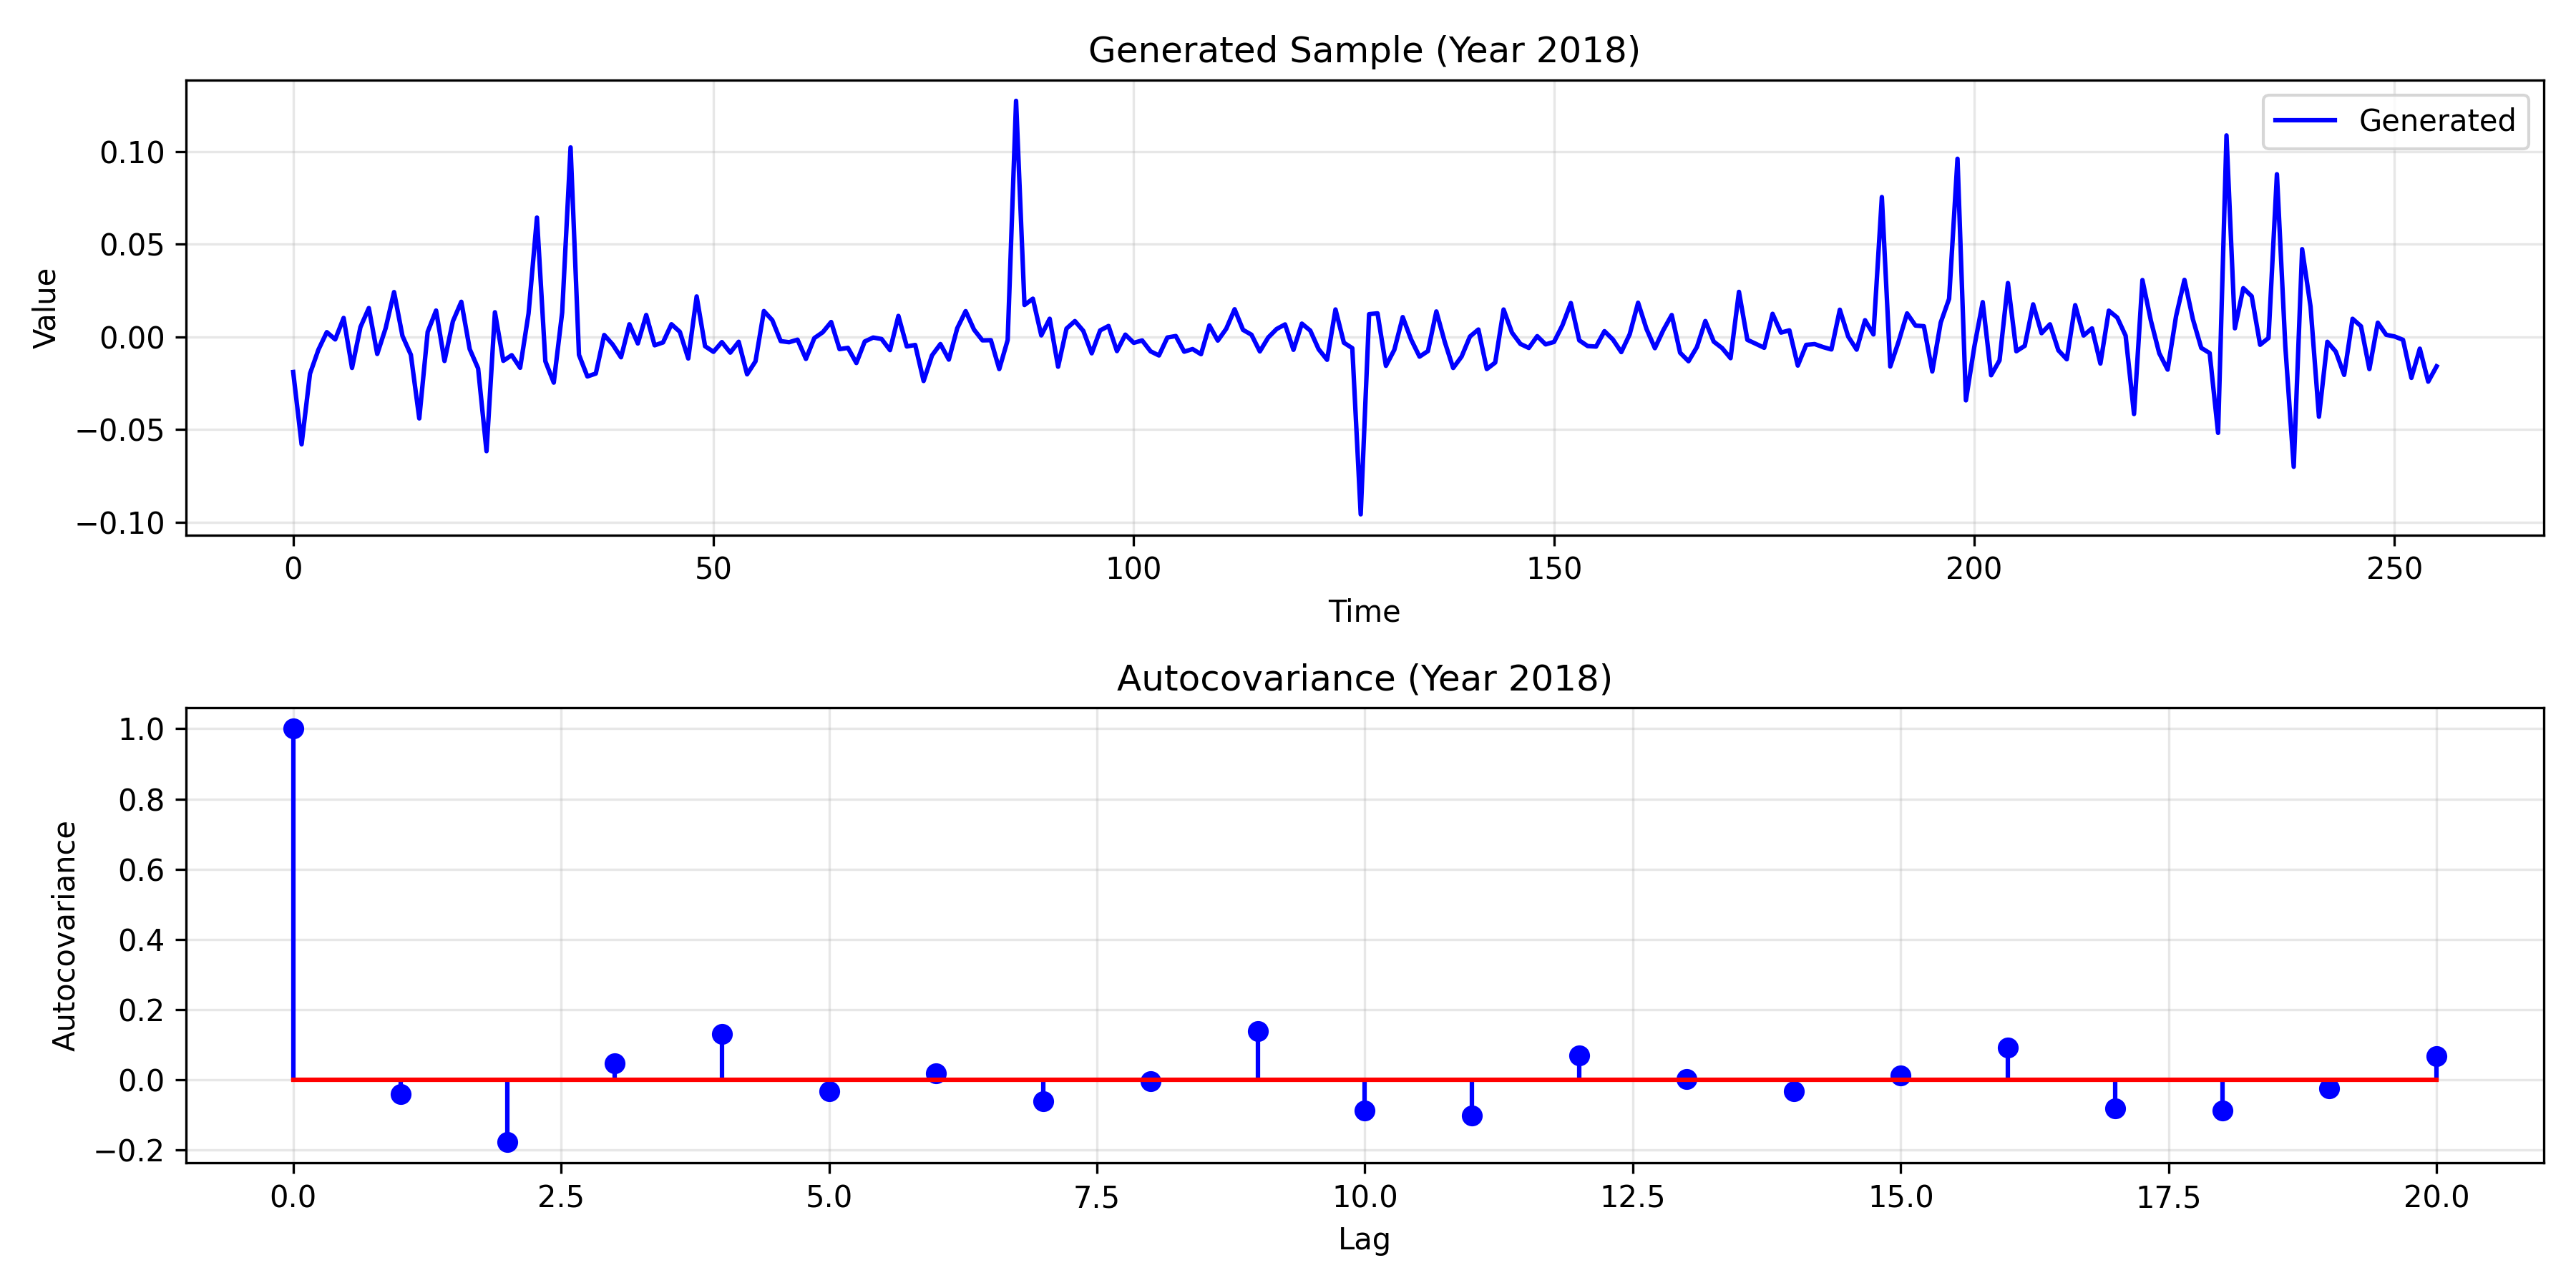 Generated Sample (Year 2018)
Generated
Value
0.10
0.05
0.00
−0.05
−0.10
0 50 100 150 200 250
Time
Autocovariance (Year 2018)
Autocovariance
1.0
0.8
0.6
0.4
0.2
0.0
−0.2
0.0 2.5 5.0 7.5 10.0 12.5 15.0 17.5 20.0
Lag